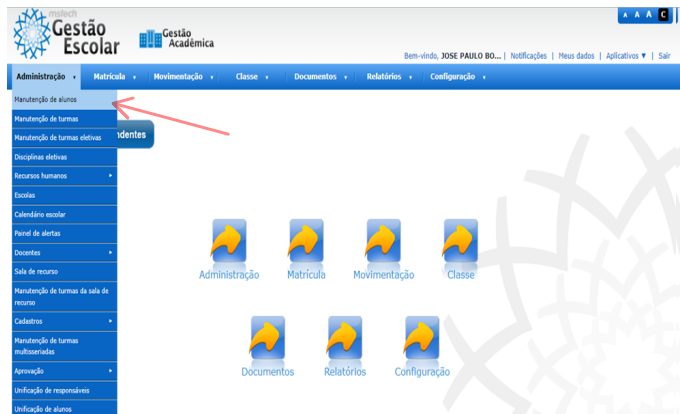 mstech
Gestão
Escolar
Gestão
Acadêmica
A A A C
Bem-vindo, JOSE PAULO BO... | Notificações | Meus dados | Aplicativos ▼ | Sair
Administração Matrícula Movimentação Classe Documentos Relatórios Configuração
Manutenção de alunos
Manutenção de turmas
Manutenção de turmas eletivas
ndentes
Disciplinas eletivas
Recursos humanos
Escolas
Calendário escolar
Painel de alertas
Docentes
Sala de recurso
Manutenção de turmas da sala de
recurso
Cadastros
Manutenção de turmas
multisseriadas
Aprovação
Unificação de responsáveis
Unificação de alunos
Administração Matrícula Movimentação Classe
Documentos Relatórios Configuração